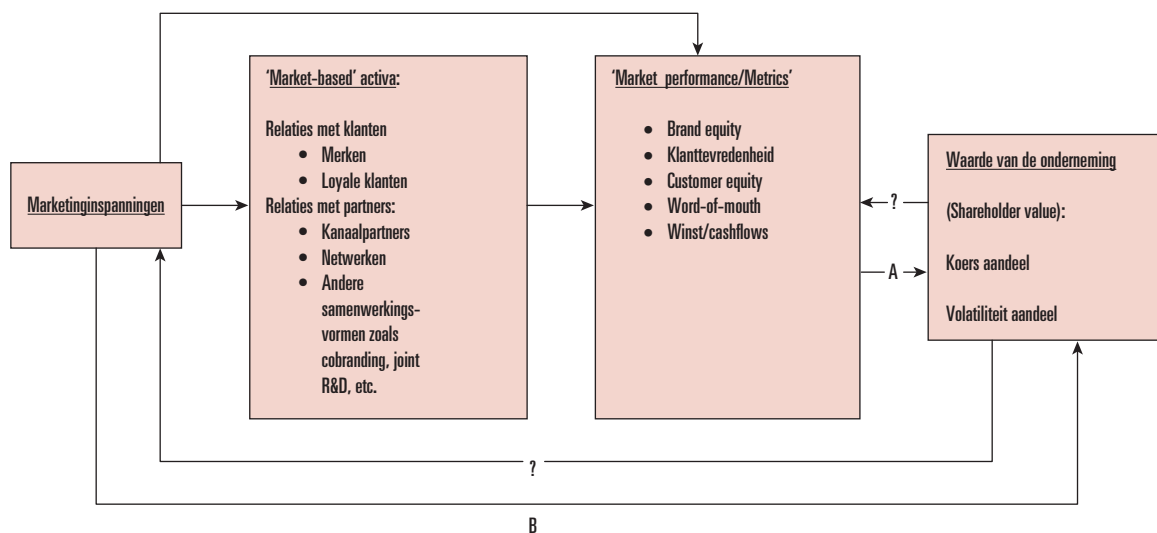 Marketinginspanningen
'Market-based' activa:
Relaties met klanten
• Merken
• Loyale klanten
Relaties met partners:
• Kanaalpartners
• Netwerken
• Andere
samenwerkings-
vormen zoals
cobranding, joint
R&D, etc.
'Market performance/Metrics'
• Brand equity
• Klanttevredenheid
• Customer equity
• Word-of-mouth
• Winst/cashflows
?
A
Waarde van de onderneming
(Shareholder value):
Koers aandeel
Volatiliteit aandeel
?
B